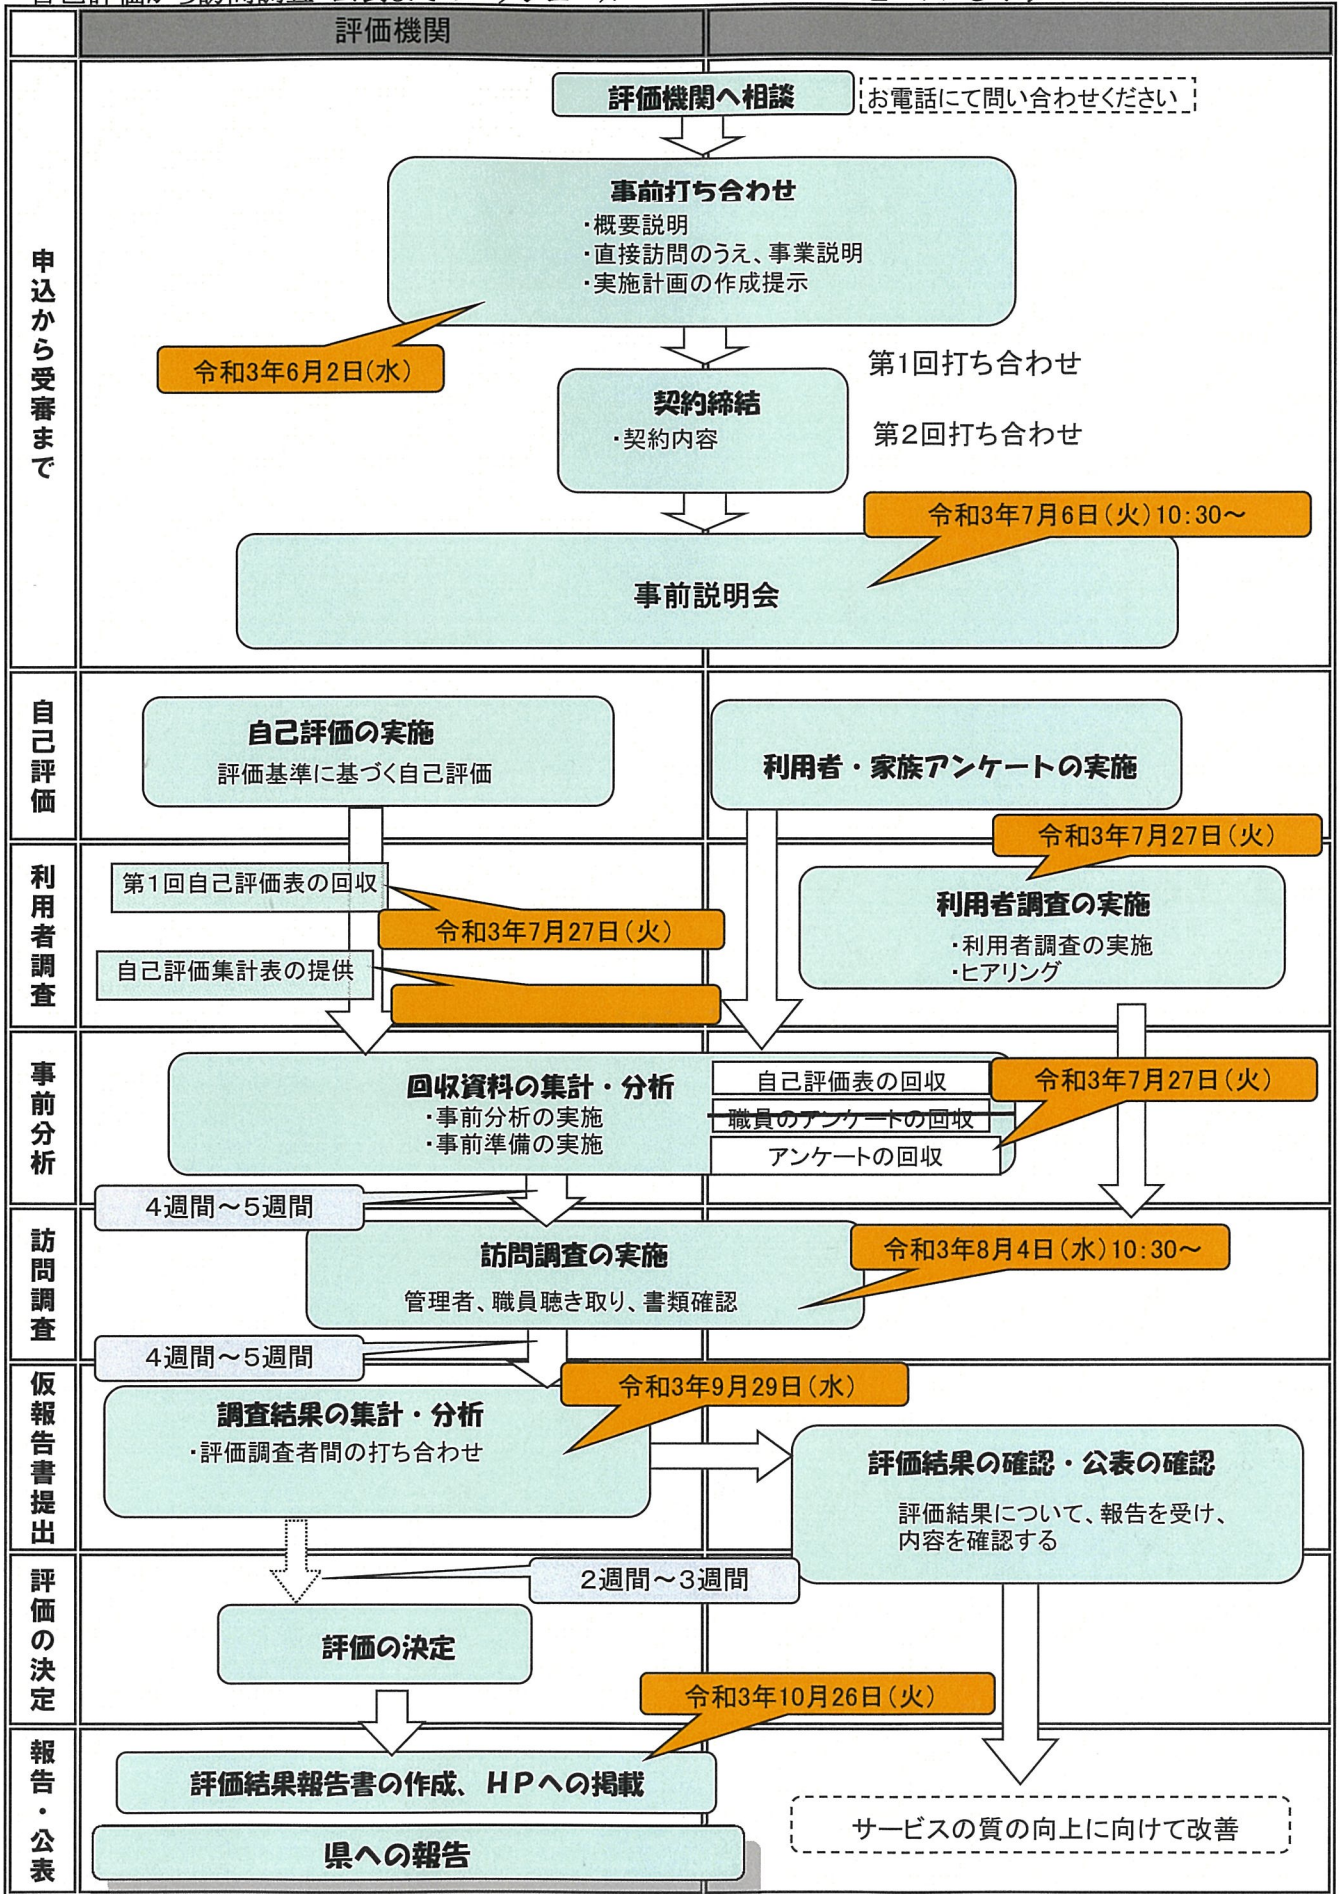 評価機関
申込から受審まで
評価機関へ相談
お電話にて問い合わせください
事前打ち合わせ
・概要説明
・直接訪問のうえ、事業説明
・実施計画の作成提示
令和3年6月2日(水)
第1回打ち合わせ
契約締結
・契約内容
第2回打ち合わせ
令和3年7月6日(火)10:30～
事前説明会
自己評価
自己評価の実施
評価基準に基づく自己評価
利用者・家族アンケートの実施
利用者調査
令和3年7月27日(火)
第1回自己評価表の回収
令和3年7月27日(火)
自己評価集計表の提供
利用者調査の実施
・利用者調査の実施
・ヒアリング
事前分析
回収資料の集計・分析
・事前分析の実施
・事前準備の実施
自己評価表の回収
職員のアンケートの回収
アンケートの回収
令和3年7月27日(火)
4週間～5週間
訪問調査
訪問調査の実施
管理者、職員聴き取り、書類確認
令和3年8月4日(水)10:30～
4週間～5週間
仮報告書提出
令和3年9月29日(水)
調査結果の集計・分析
・評価調査者間の打ち合わせ
評価結果の確認・公表の確認
評価結果について、報告を受け、
内容を確認する
評価の決定
2週間～3週間
評価の決定
令和3年10月26日(火)
報告・公表
評価結果報告書の作成、HPへの掲載
県への報告
サービスの質の向上に向けて改善